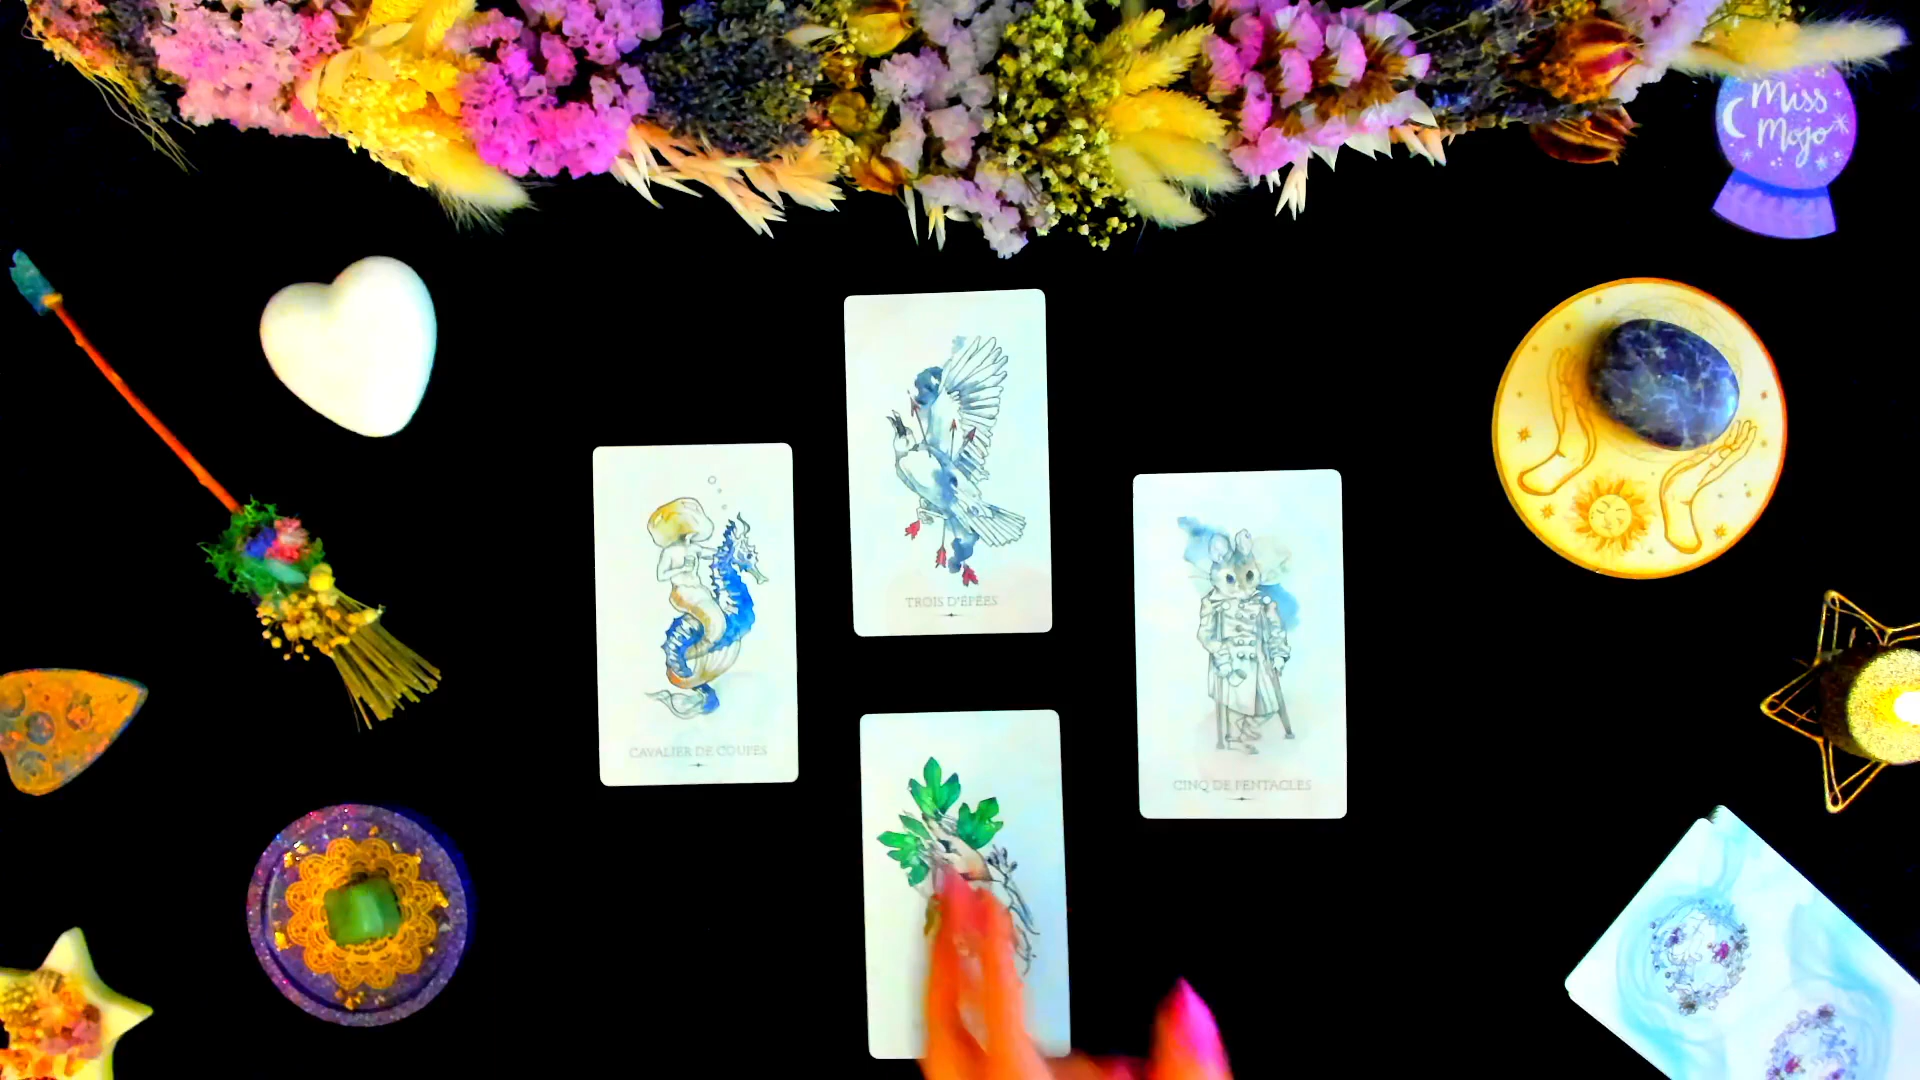 Miss
Mojo
TROIS D'ÉPÉES
CAVALIER DE COUPES
CINQ DE PENTACLES